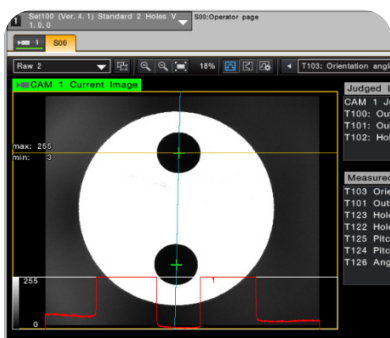 1 Set100 (Ver. 4.1) Standard 2 Holes V
1.0.0
S00:Operator page
1 S00
Raw 2 18% T103: Orientation angl
CAM 1 Current Image
max: 255
min: 3
255
0
Judged
CAM 1 J
T100: Ou
T101: Ou
T102: Hol
Measured
T103 Orie
T101 Outs
T123 Hole
T122 Hole
T125 Pitc
T124 Pitc
T126 Ang